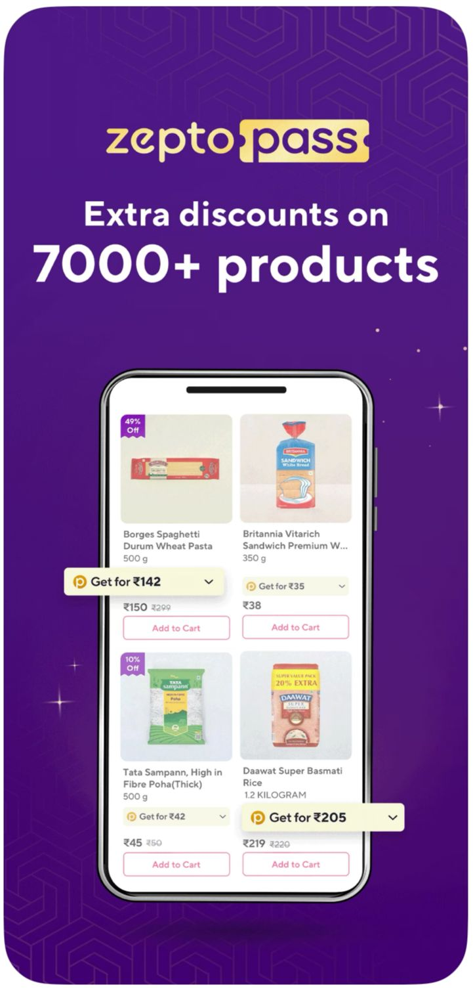 zepto pass
Extra discounts on
7000+ products
49%
Off
BRITANNIA
SANDWICH
White Bread
Borges Spaghetti
Durum Wheat Pasta
500 g
Get for ₹142
₹150 ₹299
Add to Cart
Britannia Vitarich
Sandwich Premium W...
350 g
Get for ₹35
₹38
Add to Cart
10%
Off
TATA
sampann
Poha
SUPER VALUE PACK
20% EXTRA
DAAWAT
SUPER
Tata Sampann, High in
Fibre Poha(Thick)
500 g
Get for ₹42
₹45 ₹50
Add to Cart
Daawat Super Basmati
Rice
1.2 KILOGRAM
Get for ₹205
₹219 ₹220
Add to Cart